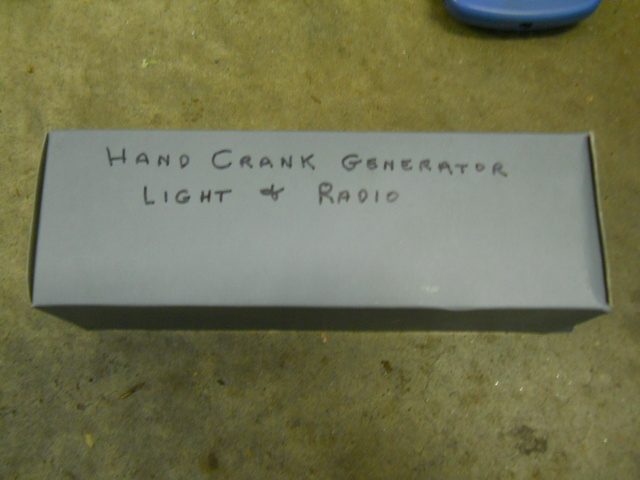 HAND CRANK GENERATOR
LIGHT & RADIO